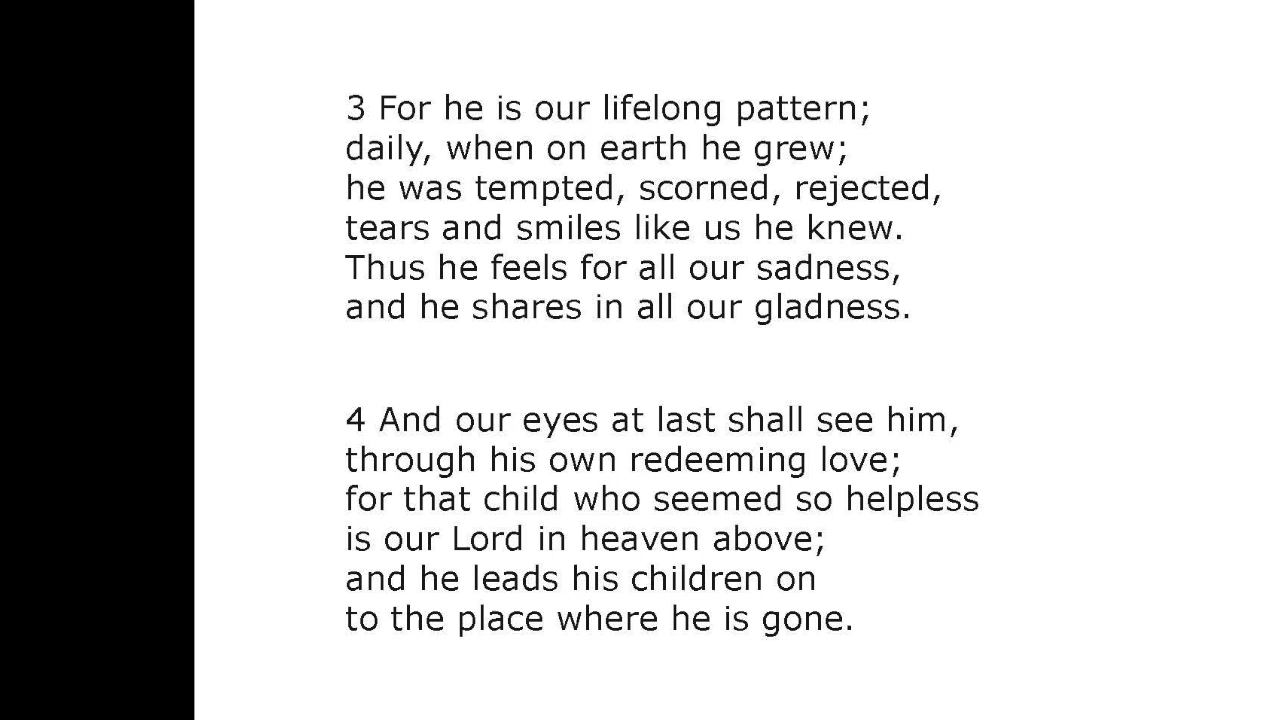 3 For he is our lifelong pattern;
daily, when on earth he grew;
he was tempted, scorned, rejected,
tears and smiles like us he knew.
Thus he feels for all our sadness,
and he shares in all our gladness.
4 And our eyes at last shall see him,
through his own redeeming love;
for that child who seemed so helpless
is our Lord in heaven above;
and he leads his children on
to the place where he is gone.